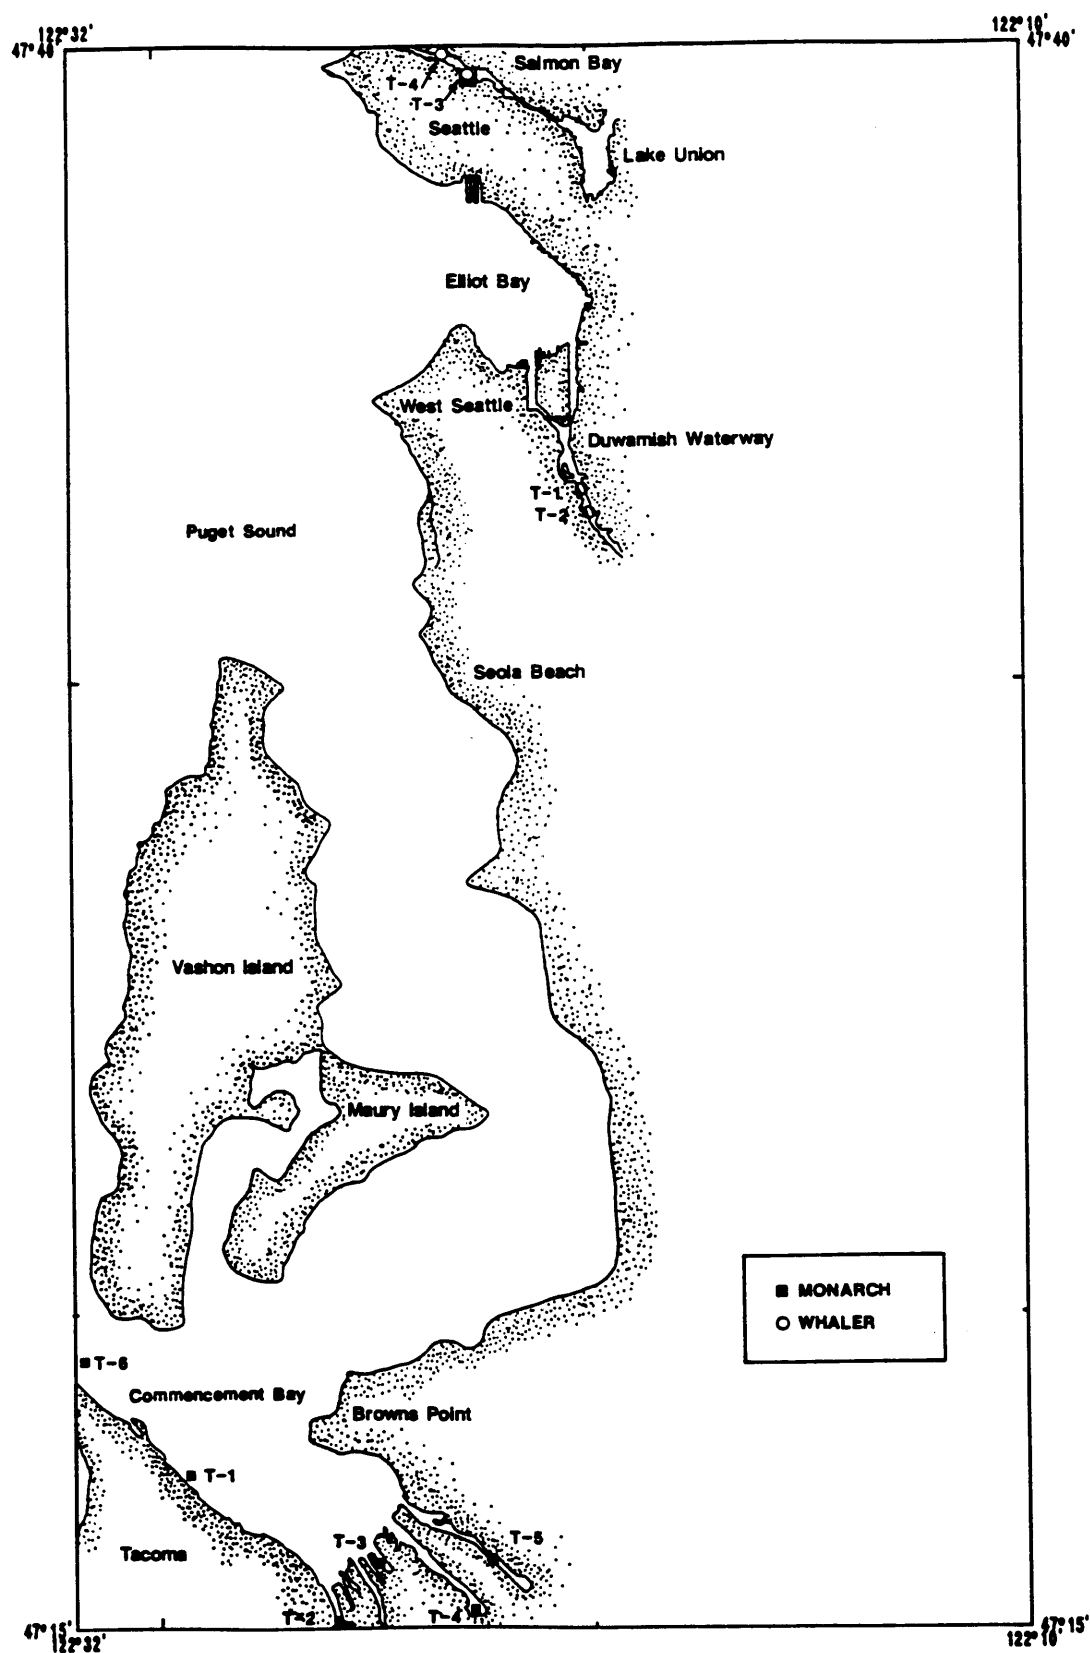 122°32'
122°10'
47°40'
47°40'
Salmon Bay
T-4
T-3
Seattle
Lake Union
Elliot Bay
West Seattle
Duwamish Waterway
T-1
T-2
Puget Sound
Seola Beach
Vashon Island
Maury Island
MONARCH
WHALER
T-6
Commencement Bay
Browns Point
T-1
T-5
T-3
Tacoma
T-2
T-4
47°15'
47°15'
122°32'
122°10'